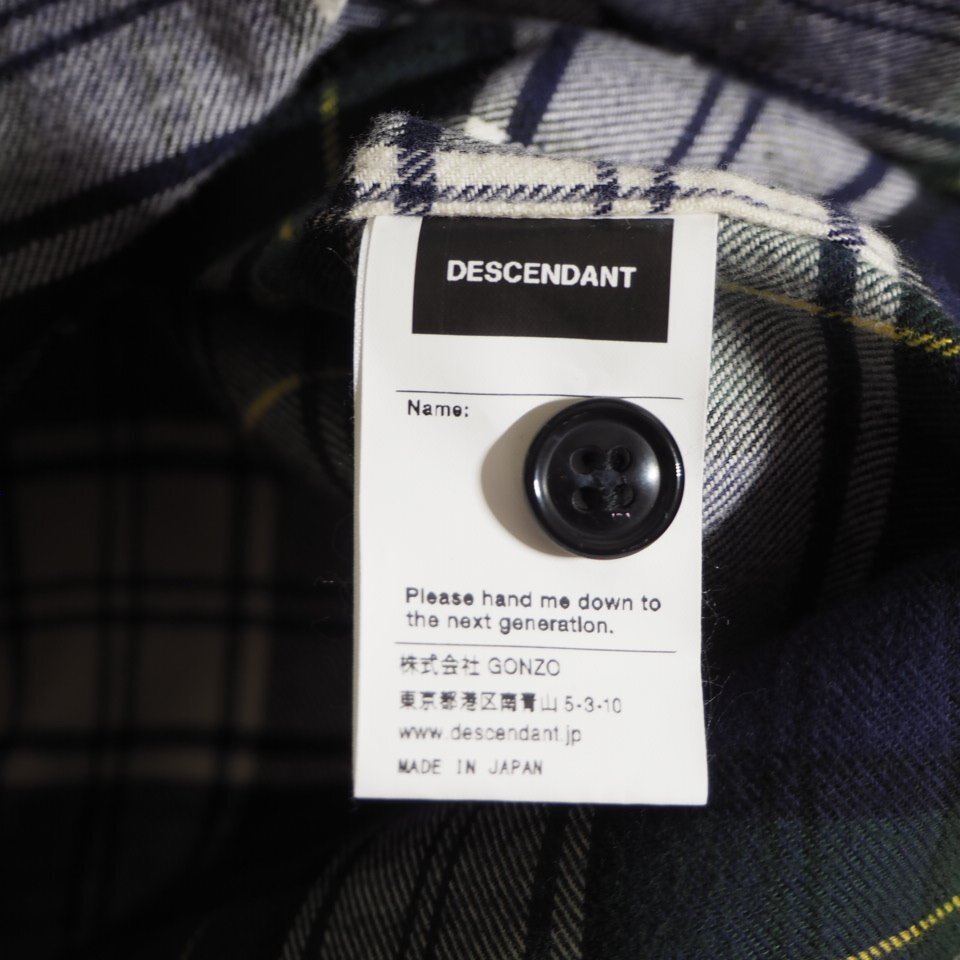 DESCENDANT
Name:
Please hand me down to
the next generation.
株式会社 GONZO
東京都港区南青山 5-3-10
www.descendant.jp
MADE IN JAPAN